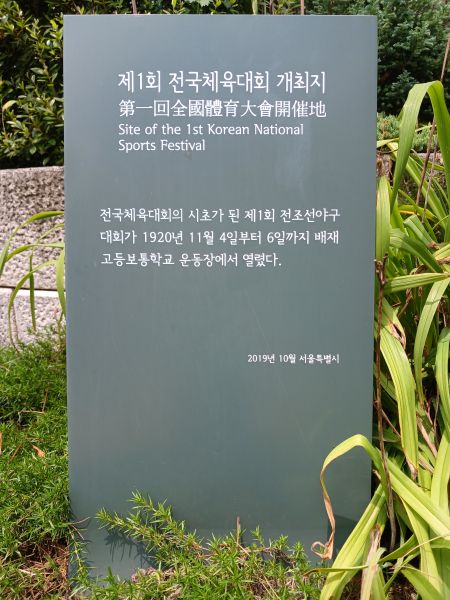 제1회 전국체육대회 개최지
第一回全國體育大會開催地
Site of the 1st Korean National
Sports Festival
전국체육대회의 시초가 된 제1회 전조선야구
대회가 1920년 11월 4일부터 6일까지 배재
고등보통학교 운동장에서 열렸다.
2019년 10월 서울특별시